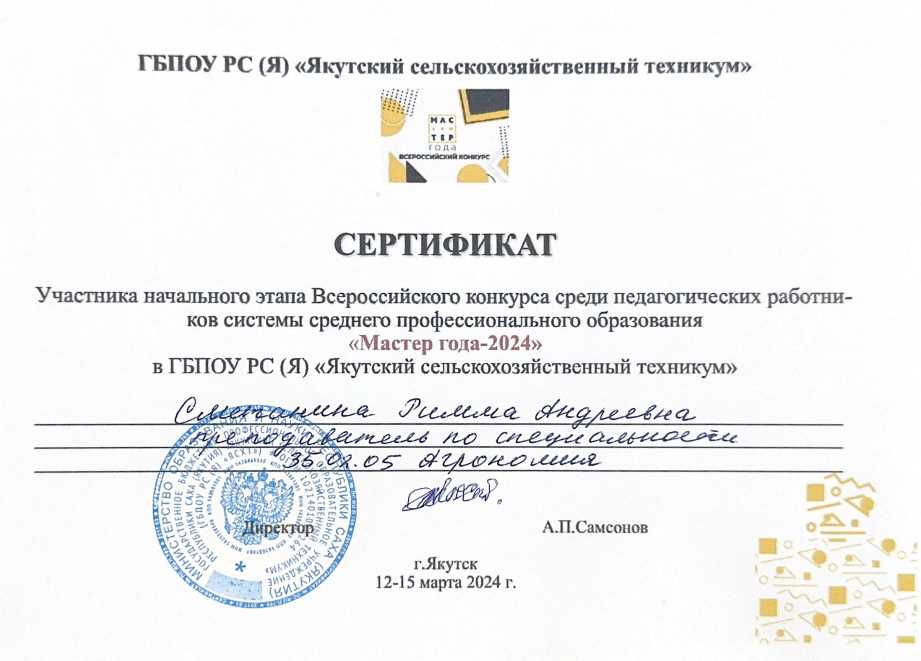 ГБПОУ РС (Я) «Якутский сельскохозяйственный техникум»
МАС
ТЕР
года
ВСЕРОССИЙСКИЙ КОНКУРС
СЕРТИФИКАТ
Участника начального этапа Всероссийского конкурса среди педагогических работни-
ков системы среднего профессионального образования
«Мастер года-2024»
в ГБПОУ РС (Я) «Якутский сельскохозяйственный техникум»
Сметанина Римма Андреевна
преподаватель по специальности
35.02.05 Агрономия
Директор А.П.Самсонов
г.Якутск
12-15 марта 2024 г.